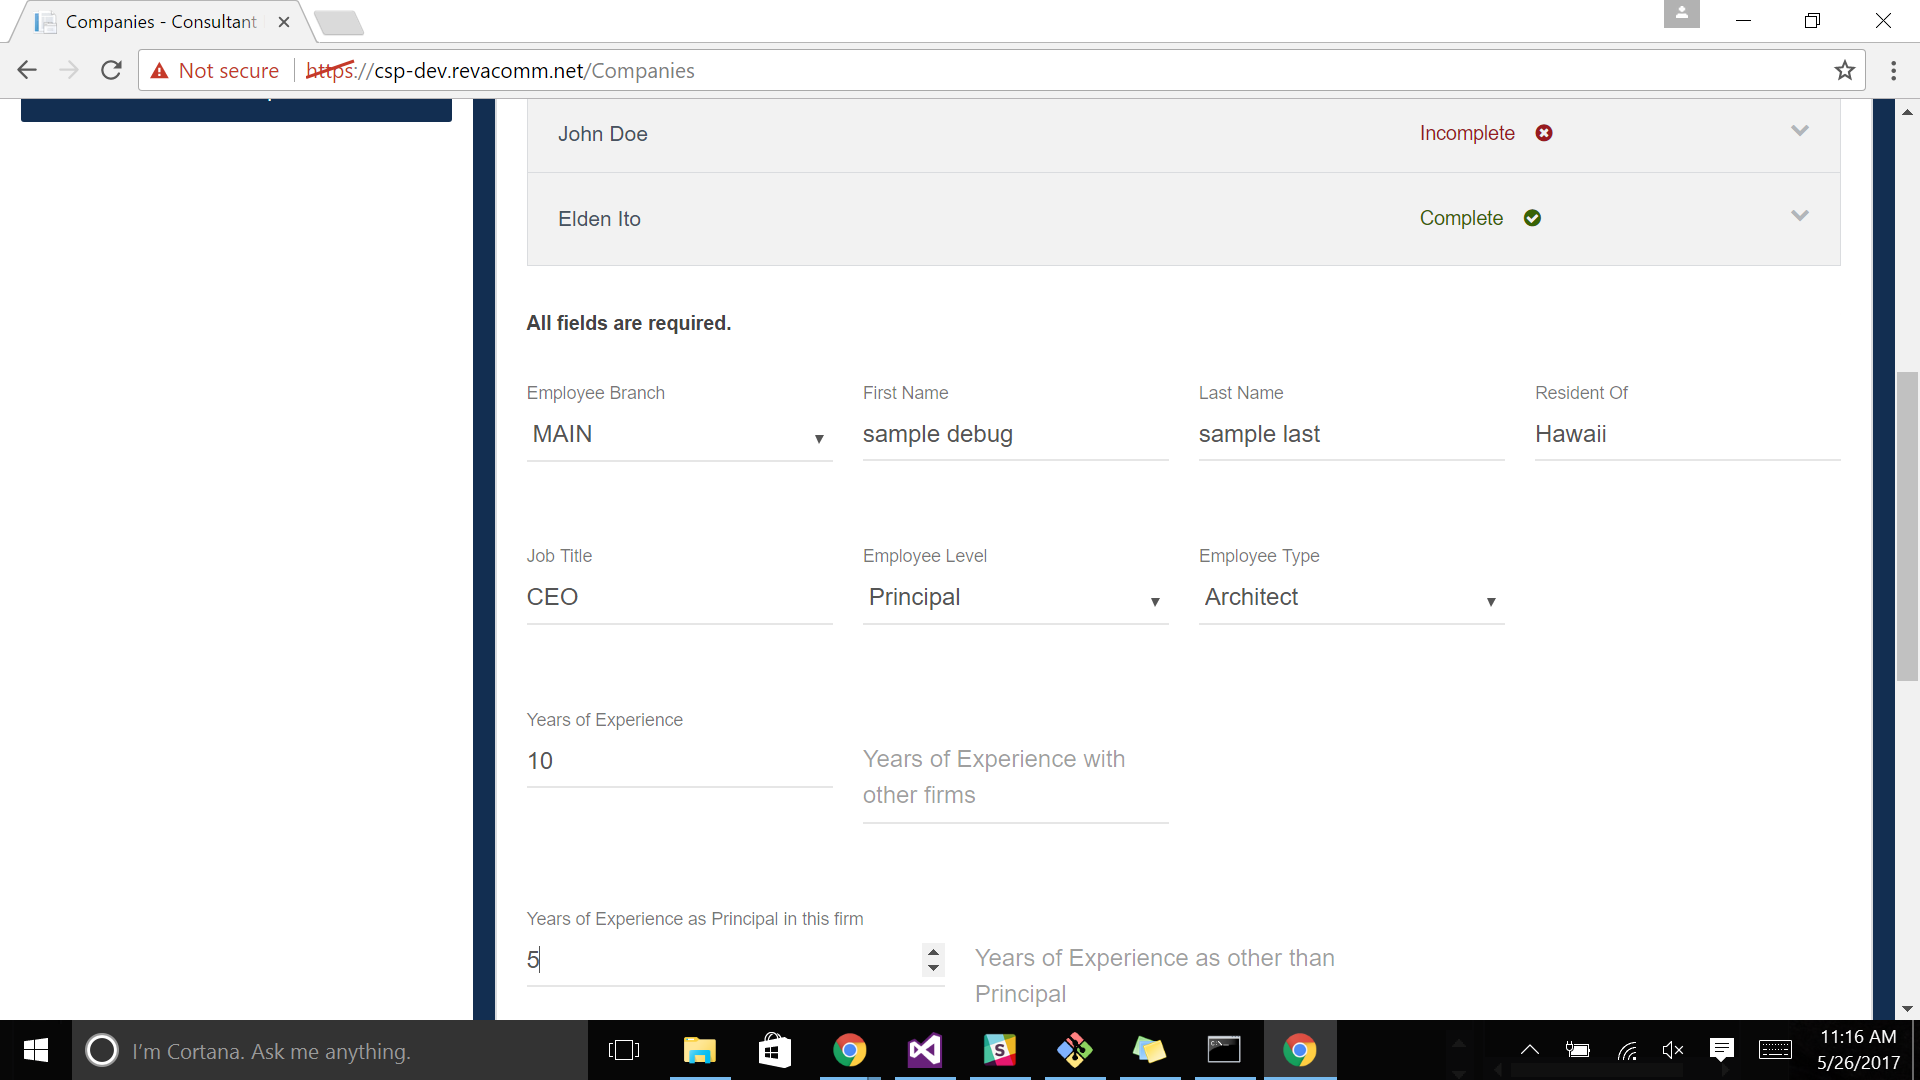 Companies - Consultant
Not secure https://csp-dev.revacomm.net/Companies
John Doe Incomplete
Elden Ito Complete
All fields are required.
Employee Branch First Name Last Name Resident Of
MAIN sample debug sample last Hawaii
Job Title Employee Level Employee Type
CEO Principal Architect
Years of Experience
10 Years of Experience with
other firms
Years of Experience as Principal in this firm
5 Years of Experience as other than
Principal
I'm Cortana. Ask me anything.
11:16 AM
5/26/2017